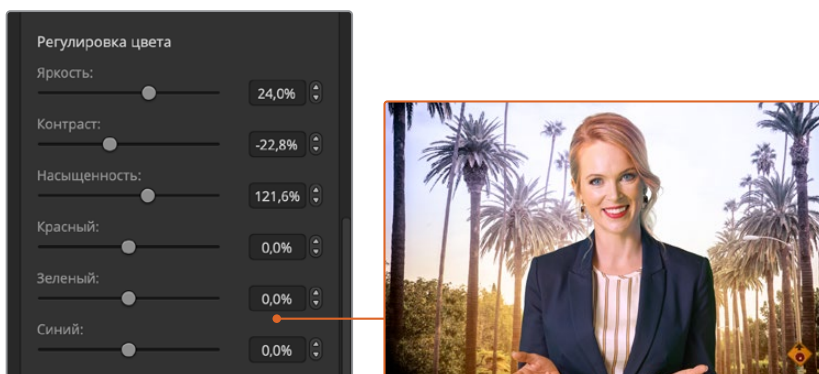 Регулировка цвета
Яркость:
24,0%
Контраст:
-22,8%
Насыщенность:
121,6%
Красный:
0,0%
Зеленый:
0,0%
Синий:
0,0%